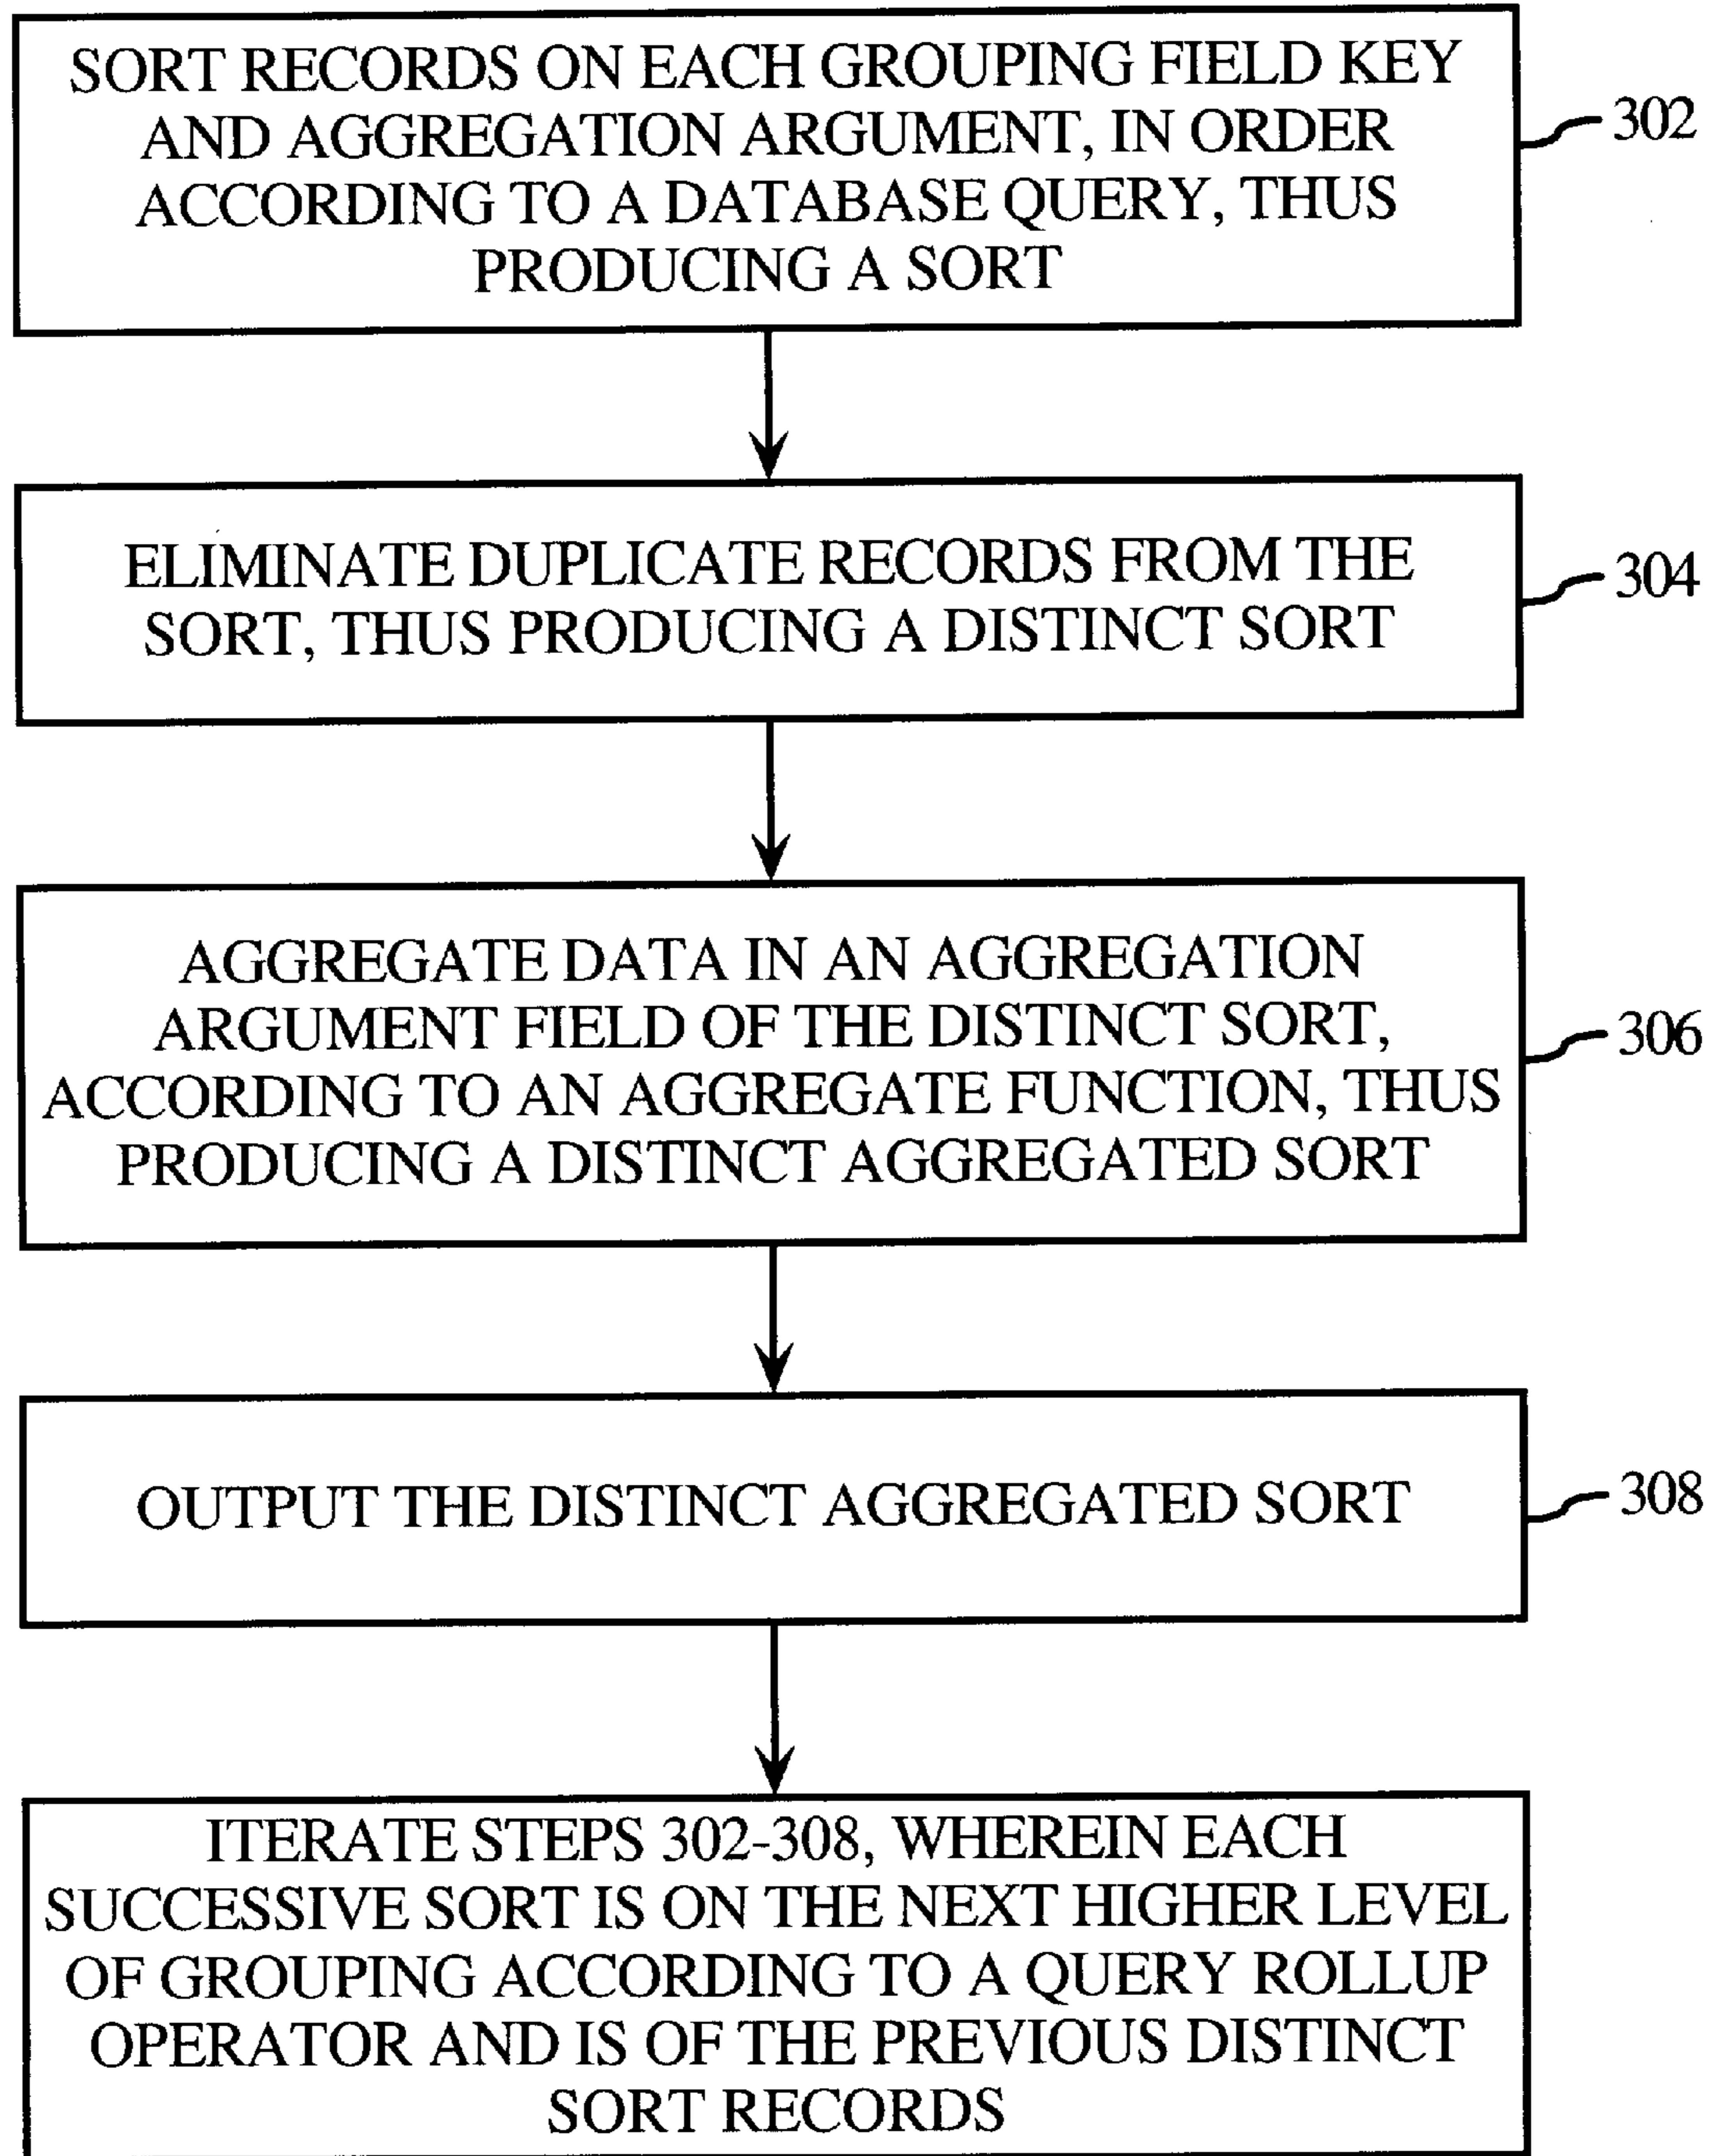 SORT RECORDS ON EACH GROUPING FIELD KEY
AND AGGREGATION ARGUMENT, IN ORDER
ACCORDING TO A DATABASE QUERY, THUS
PRODUCING A SORT
302
ELIMINATE DUPLICATE RECORDS FROM THE
SORT, THUS PRODUCING A DISTINCT SORT
304
AGGREGATE DATA IN AN AGGREGATION
ARGUMENT FIELD OF THE DISTINCT SORT,
ACCORDING TO AN AGGREGATE FUNCTION, THUS
PRODUCING A DISTINCT AGGREGATED SORT
306
OUTPUT THE DISTINCT AGGREGATED SORT
308
ITERATE STEPS 302-308, WHEREIN EACH
SUCCESSIVE SORT IS ON THE NEXT HIGHER LEVEL
OF GROUPING ACCORDING TO A QUERY ROLLUP
OPERATOR AND IS OF THE PREVIOUS DISTINCT
SORT RECORDS